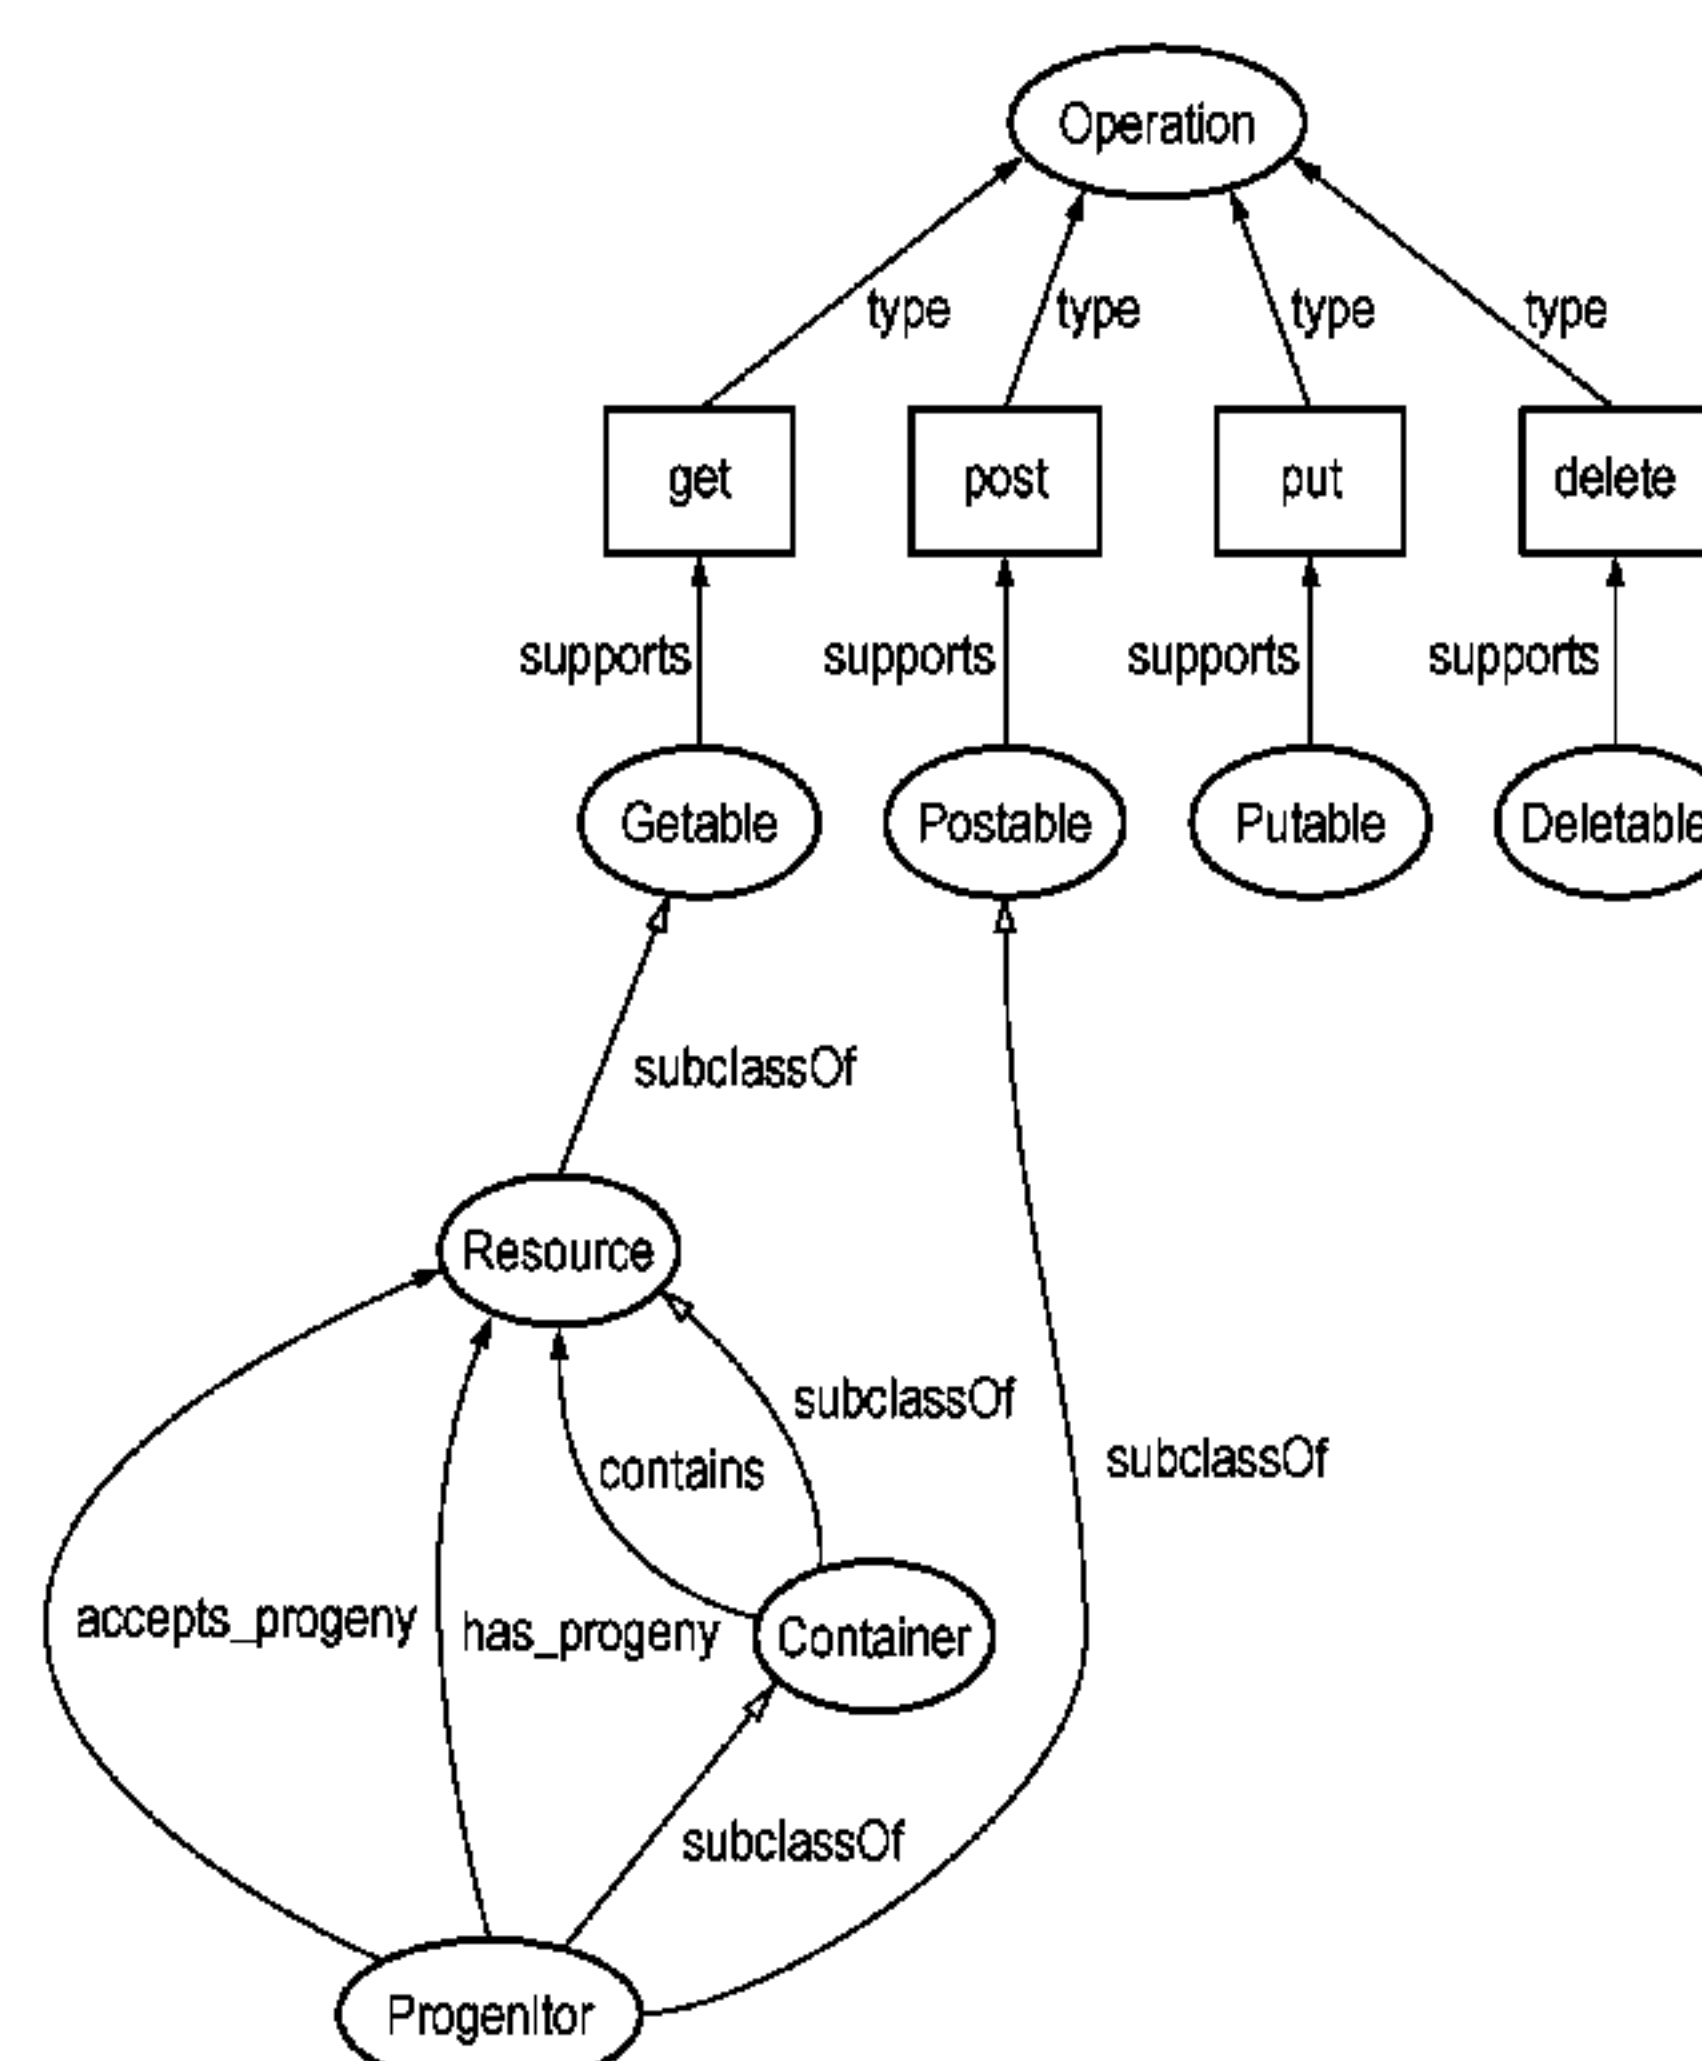 Operation
type type type type
get post put delete
supports supports supports supports
Getable Postable Putable Deletable
subclassOf
Resource
subclassOf
contains
subclassOf
accepts_progeny has_progeny Container
subclassOf
Progenitor